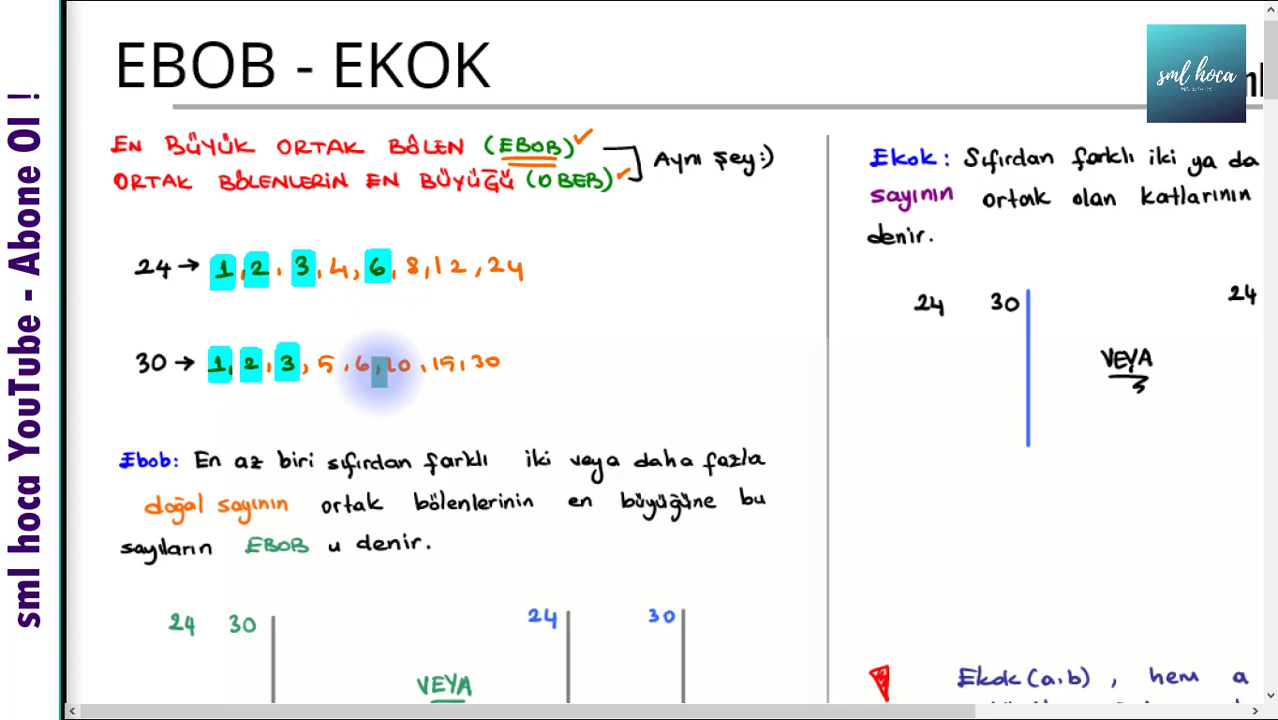 sml hoca YouTube - Abone Ol !
EBOB - EKOK
sml hoca
EN BÜYÜK ORTAK BÖLEN (EBOB)
ORTAK BÖLENLERİN EN BÜYÜĞÜ (OBEB)
Aynı şey:)
24 → 1, 2, 3, 4, 6, 8, 12, 24
30 → 1, 2, 3, 5, 6, 10, 15, 30
Ebob: En az biri sıfırdan farklı iki veya daha fazla
doğal sayının ortak bölenlerinin en büyüğüne bu
sayıların EBOB u denir.
24 30
VEYA
24 30
Ekok: Sıfırdan farklı iki ya da
sayının ortak olan katlarının
denir.
24 30
VEYA
24
Ekok(a,b), hem a